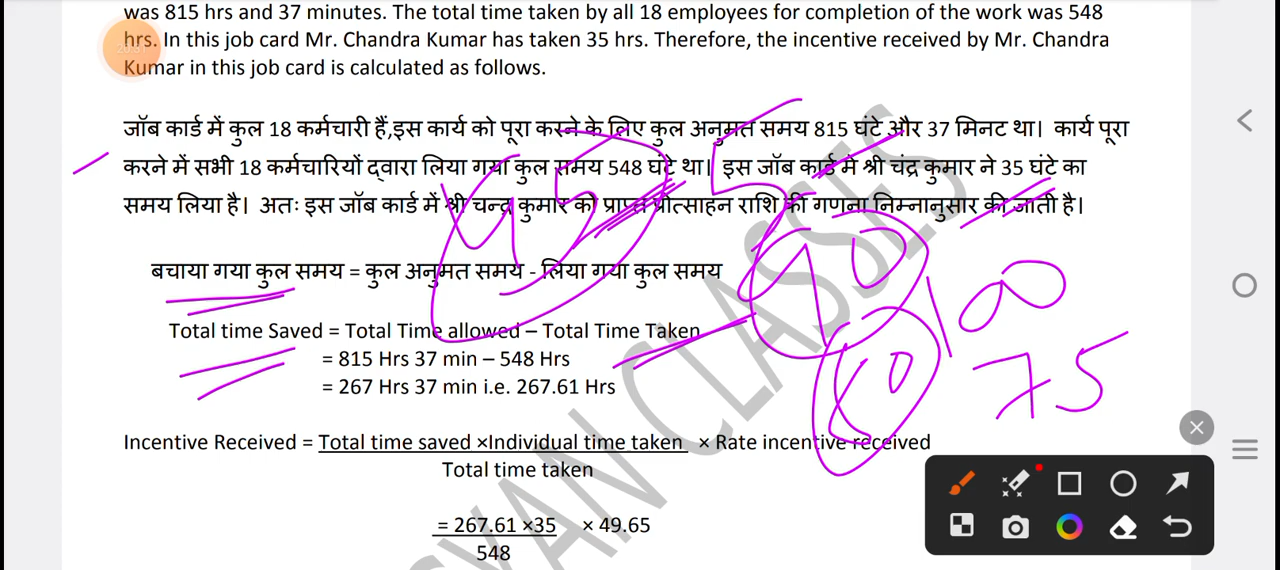 was 815 hrs and 37 minutes. The total time taken by all 18 employees for completion of the work was 548
hrs. In this job card Mr. Chandra Kumar has taken 35 hrs. Therefore, the incentive received by Mr. Chandra
Kumar in this job card is calculated as follows.
जॉब कार्ड में कुल 18 कर्मचारी हैं,इस कार्य को पूरा करने के लिए कुल अनुमत समय 815 घंटे और 37 मिनट था। कार्य पूरा
करने में सभी 18 कर्मचारियों द्वारा लिया गया कुल समय 548 घंटे था। इस जॉब कार्ड में श्री चंद्र कुमार ने 35 घंटे का
समय लिया है। अतः इस जॉब कार्ड में श्री चन्द्र कुमार को प्राप्त प्रोत्साहन राशि की गणना निम्नानुसार की जाती है।
बचाया गया कुल समय = कुल अनुमत समय - लिया गया कुल समय
Total time Saved = Total Time allowed – Total Time Taken
= 815 Hrs 37 min – 548 Hrs
= 267 Hrs 37 min i.e. 267.61 Hrs
75
Incentive Received = Total time saved ×Individual time taken × Rate incentive received
Total time taken
= 267.61 ×35 × 49.65
548
GYAN CLASSES